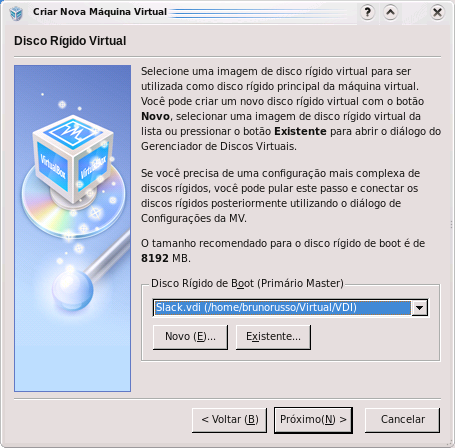 Criar Nova Máquina Virtual
Disco Rígido Virtual
Selecione uma imagem de disco rígido virtual para ser
utilizada como disco rígido principal da máquina virtual.
Você pode criar um novo disco rígido virtual com o botão
Novo, selecionar uma imagem de disco rígido virtual da
lista ou pressionar o botão Existente para abrir o diálogo do
Gerenciador de Discos Virtuais.
Se você precisa de uma configuração mais complexa de
discos rígidos, você pode pular este passo e conectar os
discos rígidos posteriormente utilizando o diálogo de
Configurações da MV.
O tamanho recomendado para o disco rígido de boot é de
8192 MB.
VirtualBox
VirtualBox
Disco Rígido de Boot (Primário Master)
Slack.vdi (/home/brunorusso/Virtual/VDI)
Novo (E)...
Existente...
< Voltar (B)
Próximo(N) >
Cancelar